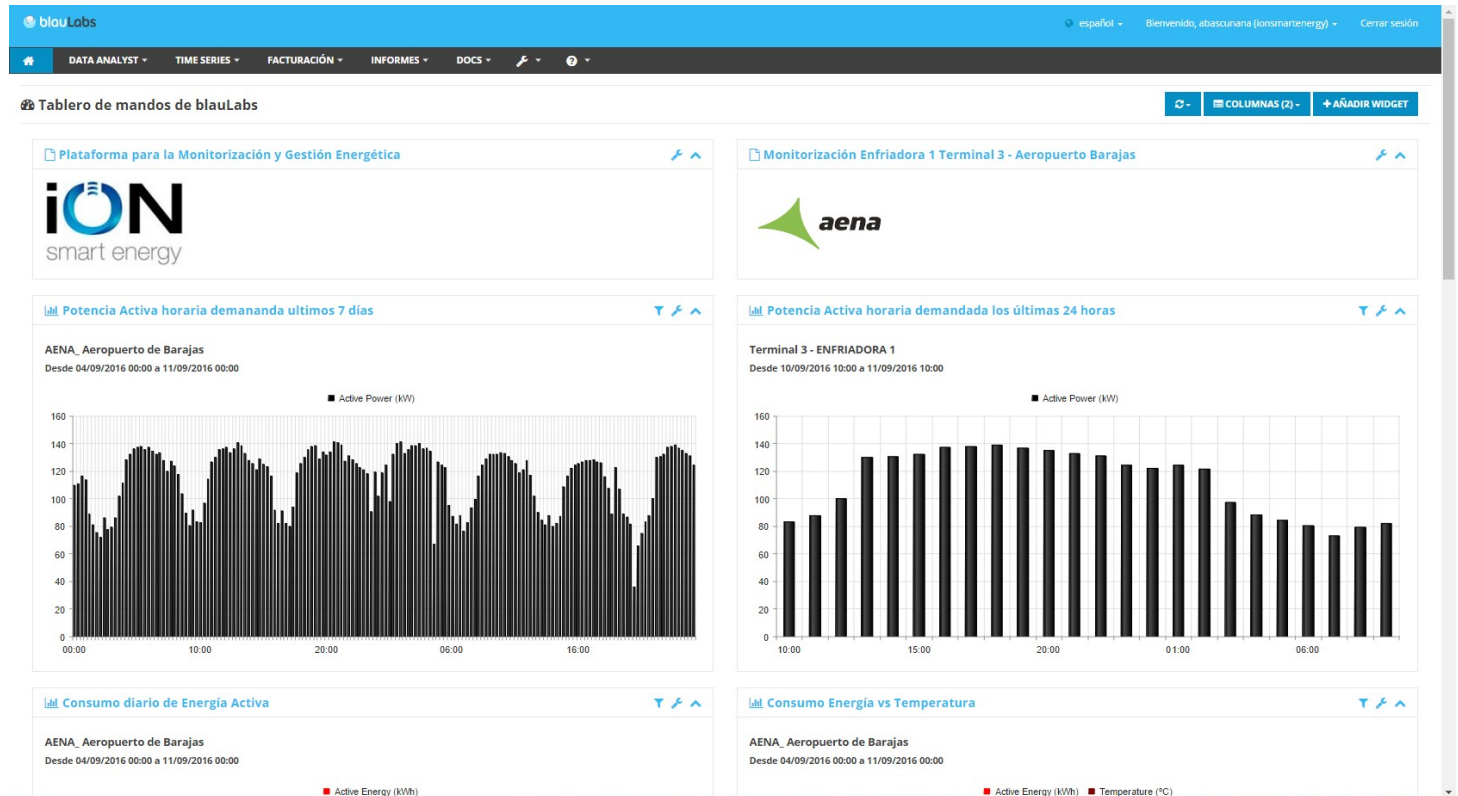 blauLabs
español
Bienvenido, abascunana (ionsmartenergy)
Cerrar sesión
DATA ANALYST
TIME SERIES
FACTURACIÓN
INFORMES
DOCS
Tablero de mandos de blauLabs
COLUMNAS (2)
+ AÑADIR WIDGET
Plataforma para la Monitorización y Gestión Energética
iON
smart energy
Monitorización Enfriadora 1 Terminal 3 - Aeropuerto Barajas
aena
Potencia Activa horaria demananda ultimos 7 días
AENA_ Aeropuerto de Barajas
Desde 04/09/2016 00:00 a 11/09/2016 00:00
Active Power (kW)
160
140
120
100
80
60
40
20
0
00:00 10:00 20:00 06:00 16:00
Potencia Activa horaria demandada los últimas 24 horas
Terminal 3 - ENFRIADORA 1
Desde 10/09/2016 10:00 a 11/09/2016 10:00
Active Power (kW)
160
140
120
100
80
60
40
20
0
10:00 15:00 20:00 01:00 06:00
Consumo diario de Energía Activa
AENA_ Aeropuerto de Barajas
Desde 04/09/2016 00:00 a 11/09/2016 00:00
Active Energy (kWh)
Consumo Energía vs Temperatura
AENA_ Aeropuerto de Barajas
Desde 04/09/2016 00:00 a 11/09/2016 00:00
Active Energy (kWh) Temperature (ºC)